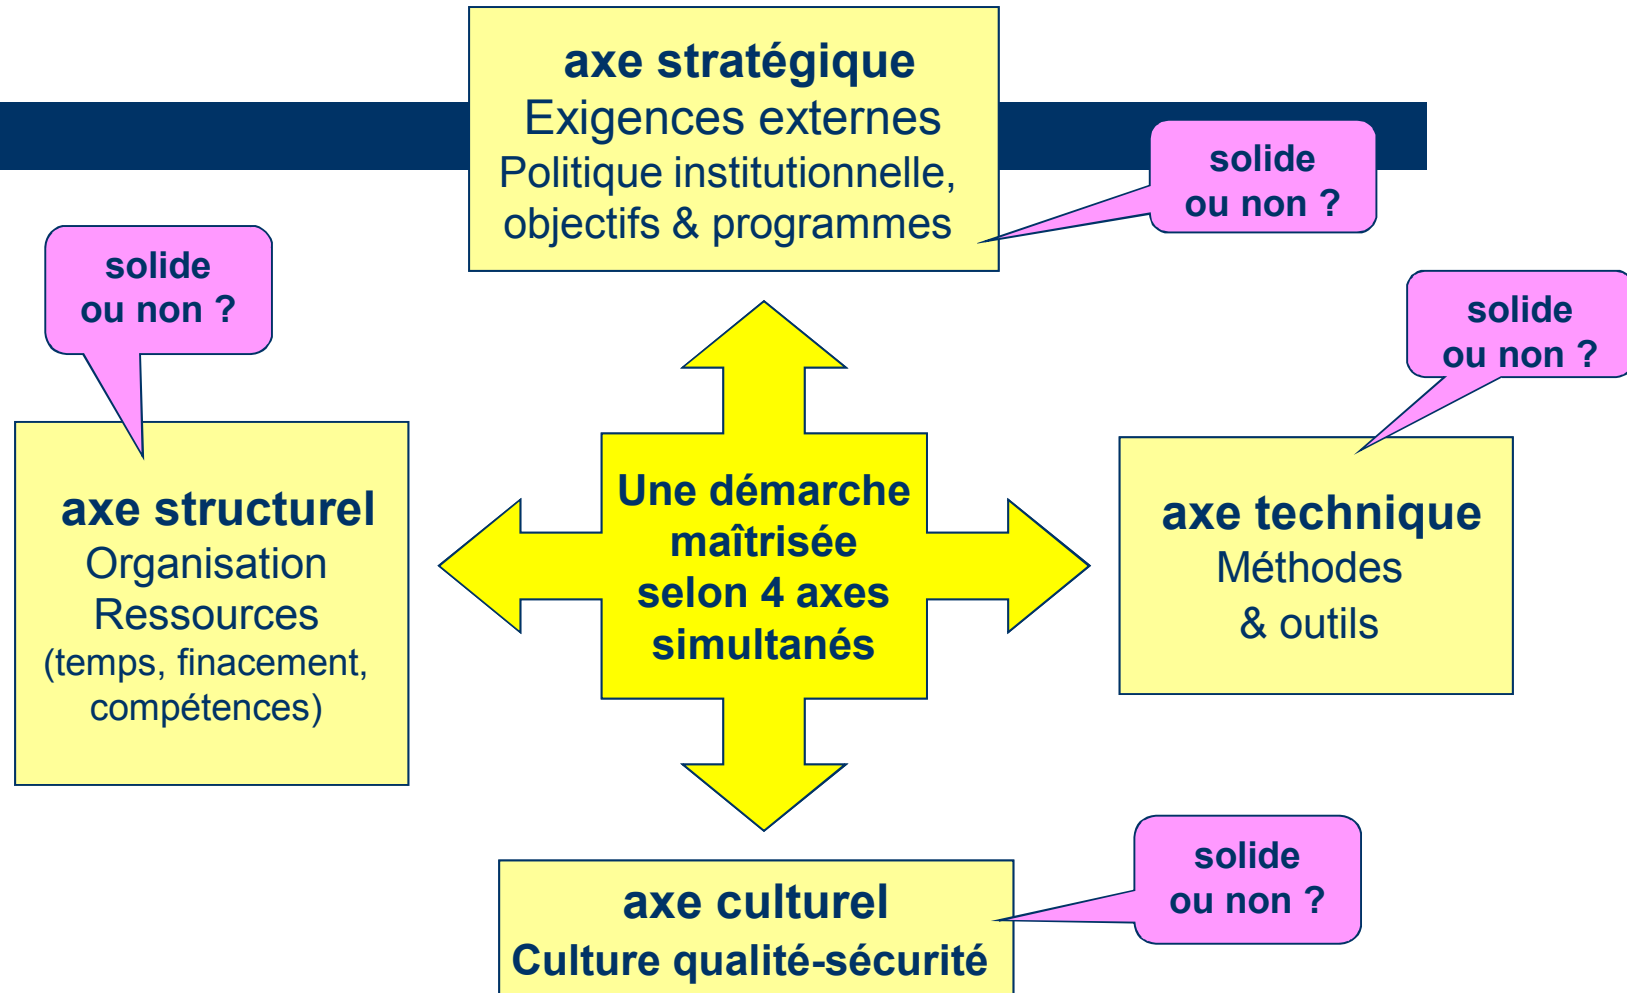 axe stratégique
Exigences externes
Politique institutionnelle,
objectifs & programmes
solide
ou non ?
solide
ou non ?
solide
ou non ?
axe structurel
Organisation
Ressources
(temps, finacement,
compétences)
Une démarche
maîtrisée
selon 4 axes
simultanés
axe technique
Méthodes
& outils
axe culturel
Culture qualité-sécurité
solide
ou non ?